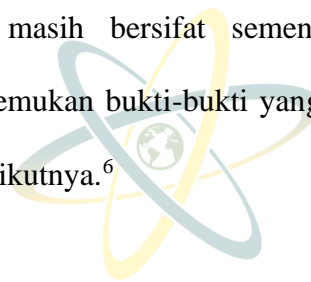 masih bersifat semen
emukan bukti-bukti yang
ikutnya.⁶